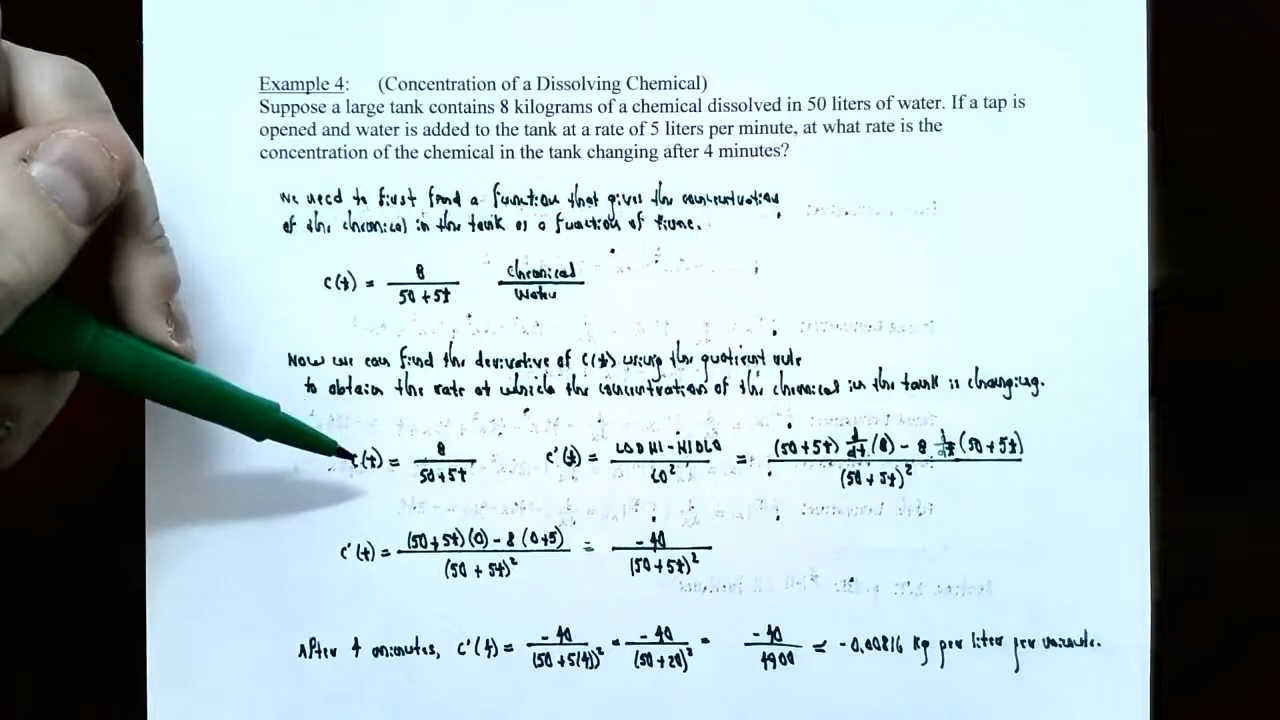 Example 4: (Concentration of a Dissolving Chemical)
Suppose a large tank contains 8 kilograms of a chemical dissolved in 50 liters of water. If a tap is
opened and water is added to the tank at a rate of 5 liters per minute, at what rate is the
concentration of the chemical in the tank changing after 4 minutes?
We need to first find a function that gives the concentration
of the chemical in the tank as a function of time.
C(t) = 8 / (50 + 5t) Chemical / Water
Now we can find the derivative of C(t) using the quotient rule
to obtain the rate at which the concentration of the chemical in the tank is changing.
C(t) = 8 / (50 + 5t) C'(t) = (LO D HI - HI D LO) / LO² = ((50 + 5t) d/dt (8) - 8 d/dt (50 + 5t)) / (50 + 5t)²
C'(t) = ((50 + 5t)(0) - 8(0 + 5)) / (50 + 5t)² = -40 / (50 + 5t)²
After 4 minutes, C'(4) = -40 / (50 + 5(4))² = -40 / (50 + 20)² = -40 / 4900 ≈ -0.00816 kg per liter per minute.